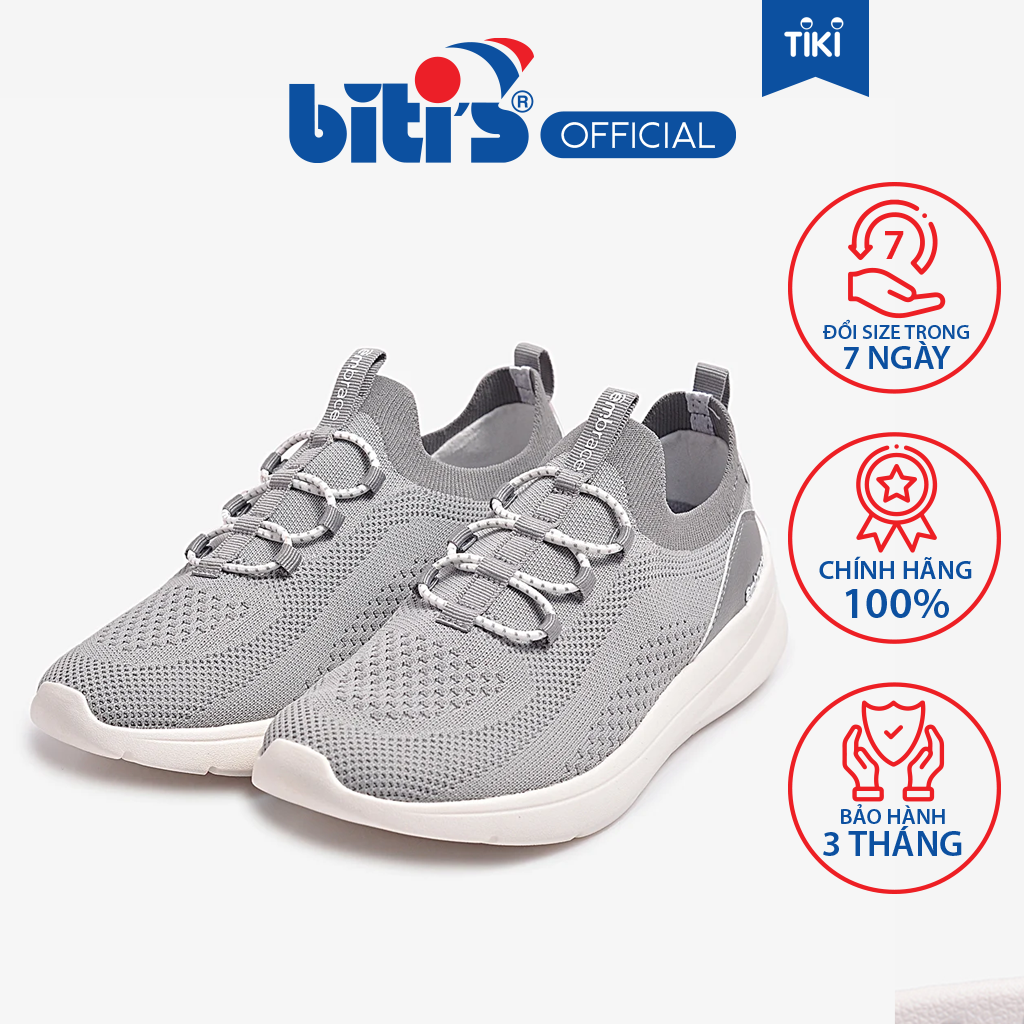 TIKI
biti's®
OFFICIAL
7
ĐỔI SIZE TRONG
7 NGÀY
embrace
embrace
CHÍNH HÃNG
100%
BẢO HÀNH
3 THÁNG